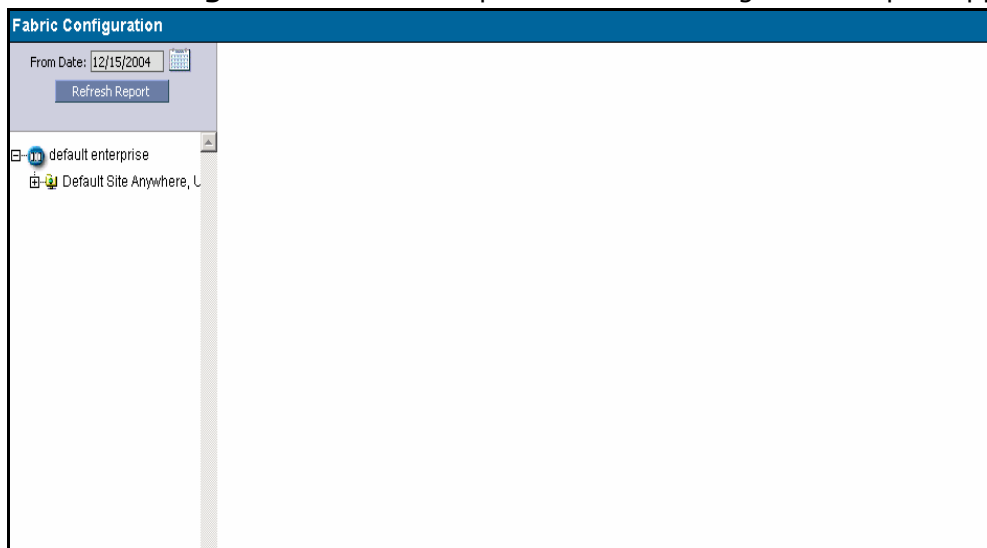 Fabric Configuration
From Date: 12/15/2004
Refresh Report
default enterprise
Default Site Anywhere, U